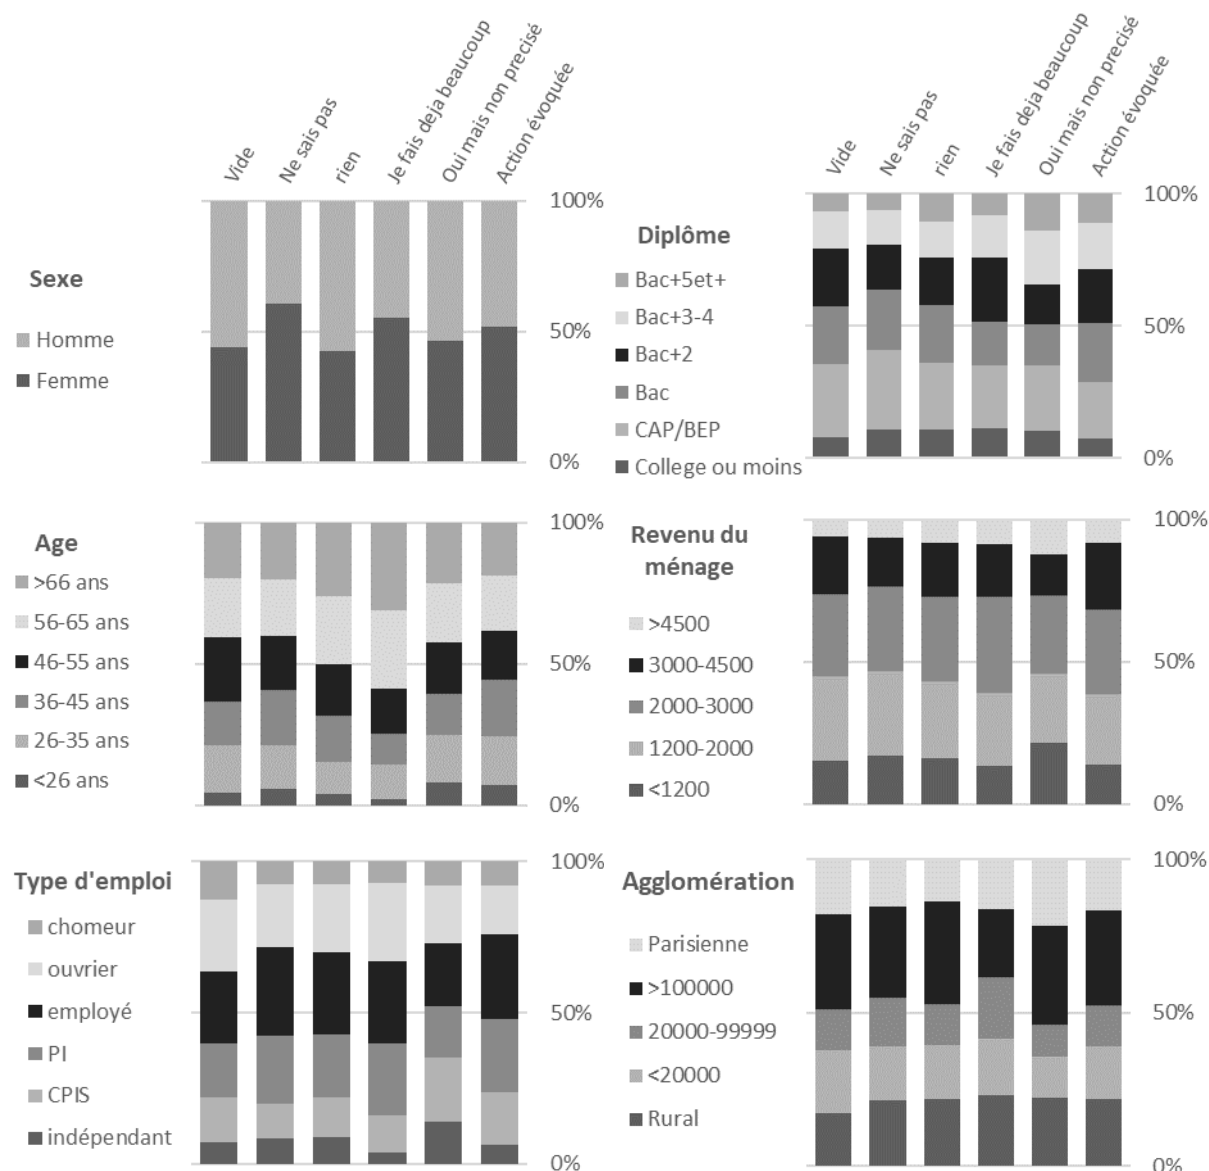 Vide
Ne sais pas
rien
Je fais deja beaucoup
Oui mais non precisé
Action évoquée
100%
Sexe
Homme
50%
Femme
0%
Vide
Ne sais pas
rien
Je fais deja beaucoup
Oui mais non precisé
Action évoquée
100%
Diplôme
Bac+5et+
Bac+3-4
50%
Bac+2
Bac
CAP/BEP
College ou moins
0%
100%
Age
>66 ans
56-65 ans
46-55 ans
50%
36-45 ans
26-35 ans
<26 ans
0%
100%
Revenu du
ménage
>4500
3000-4500
50%
2000-3000
1200-2000
<1200
0%
100%
Type d'emploi
chomeur
ouvrier
employé
50%
PI
CPIS
indépendant
0%
100%
Agglomération
Parisienne
>100000
50%
20000-99999
<20000
Rural
0%